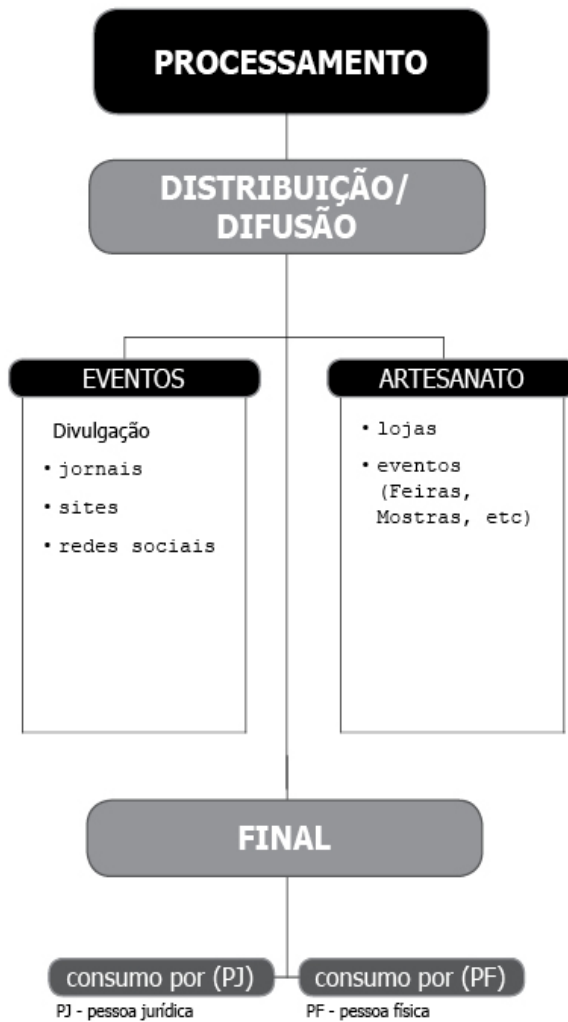 PROCESSAMENTO
DISTRIBUIÇÃO/
DIFUSÃO
EVENTOS
Divulgação
• jornais
• sites
• redes sociais
ARTESANATO
• lojas
• eventos
(Feiras,
Mostras, etc)
FINAL
consumo por (PJ)
PJ - pessoa jurídica
consumo por (PF)
PF - pessoa física